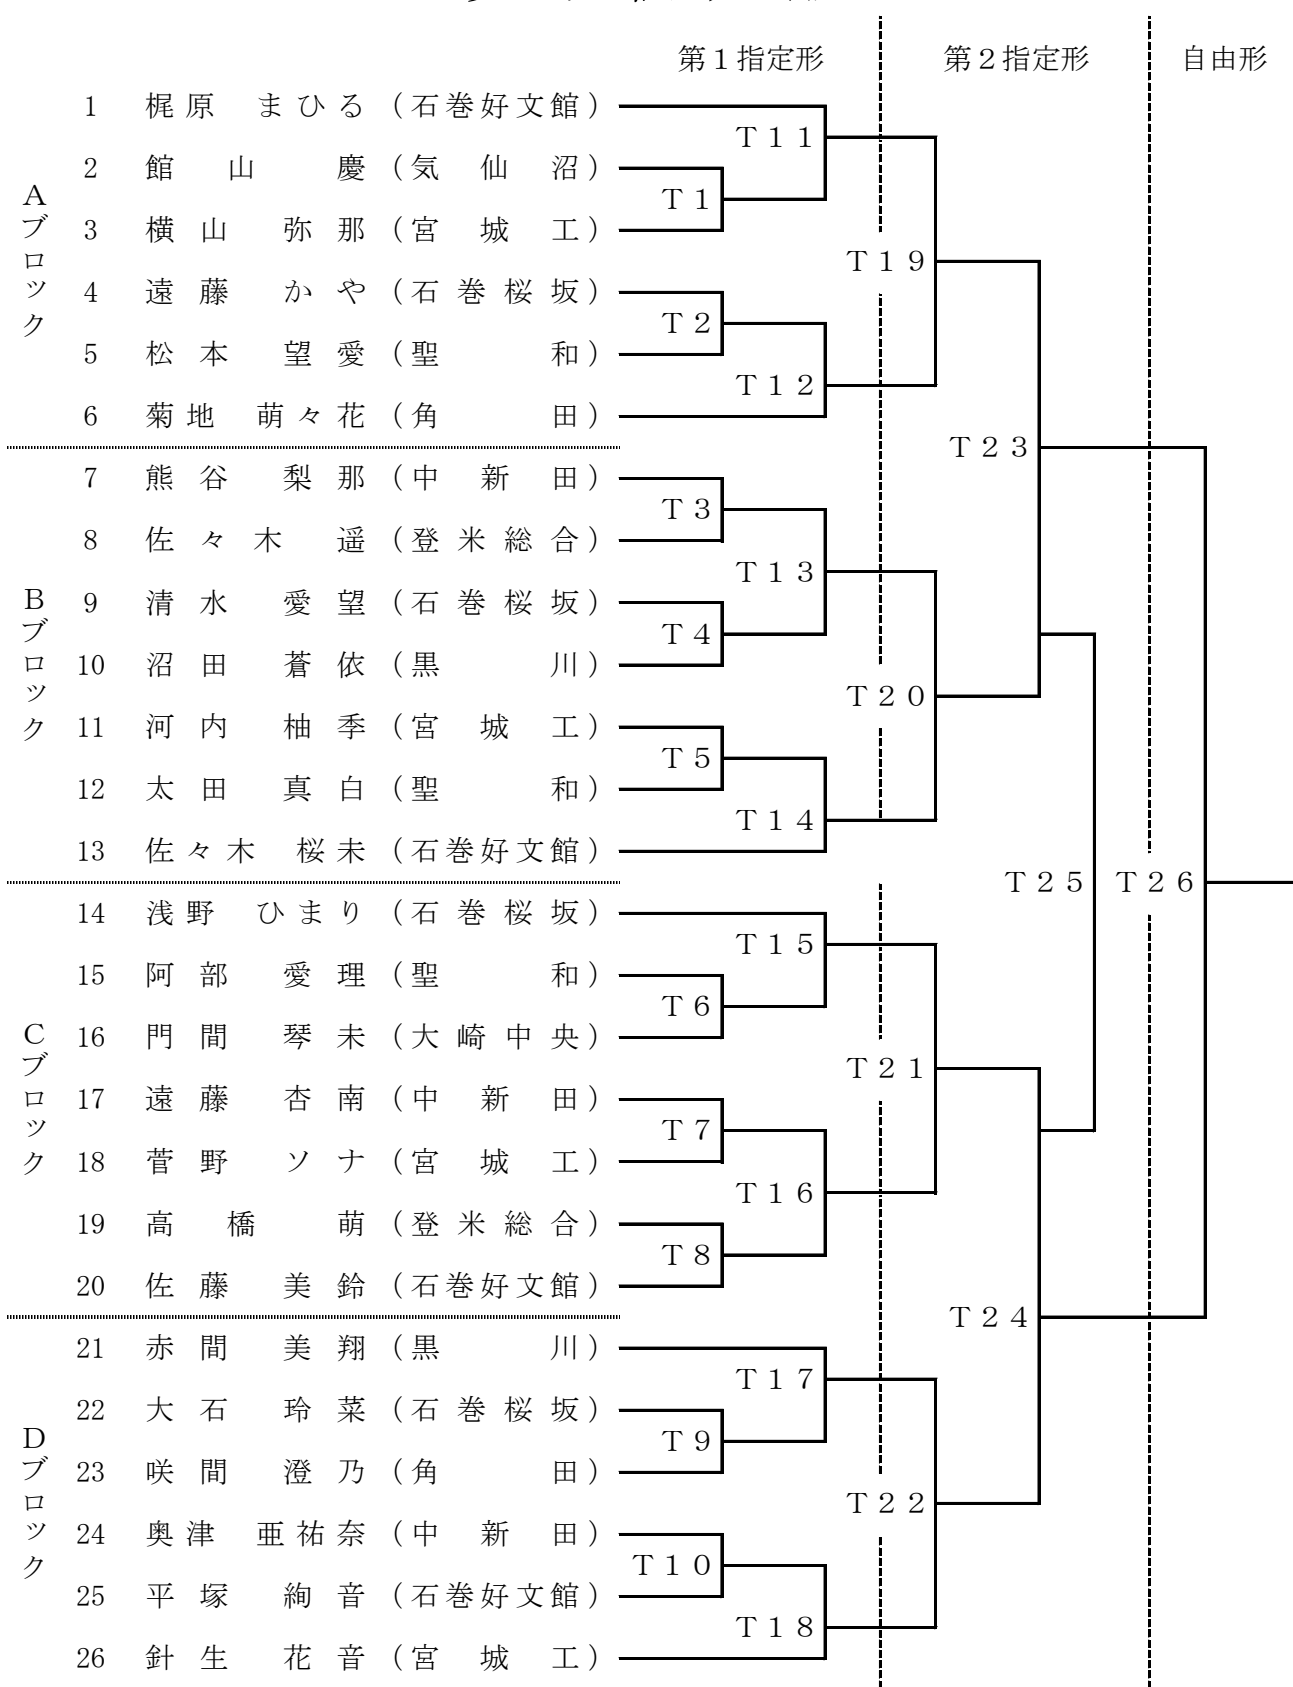 第１指定形 第２指定形 自由形
Aブロック
1 梶原 まひる (石巻好文館)
T11
2 館山 慶 (気仙沼)
T1
3 横山 弥那 (宮城工)
T19
4 遠藤 かや (石巻桜坂)
T2
5 松本 望愛 (聖和)
T12
6 菊地 萌々花 (角田)
T23
Bブロック
7 熊谷 梨那 (中新田)
T3
8 佐々木 遥 (登米総合)
T13
9 清水 愛望 (石巻桜坂)
T4
10 沼田 蒼依 (黒川)
T20
11 河内 柚季 (宮城工)
T5
12 太田 真白 (聖和)
T14
13 佐々木 桜未 (石巻好文館)
T25 T26
Cブロック
14 浅野 ひまり (石巻桜坂)
T15
15 阿部 愛理 (聖和)
T6
16 門間 琴未 (大崎中央)
T21
17 遠藤 杏南 (中新田)
T7
18 菅野 ソナ (宮城工)
T16
19 高橋 萌 (登米総合)
T8
20 佐藤 美鈴 (石巻好文館)
T24
Dブロック
21 赤間 美翔 (黒川)
T17
22 大石 玲菜 (石巻桜坂)
T9
23 咲間 澄乃 (角田)
T22
24 奥津 亜祐奈 (中新田)
T10
25 平塚 絢音 (石巻好文館)
T18
26 針生 花音 (宮城工)